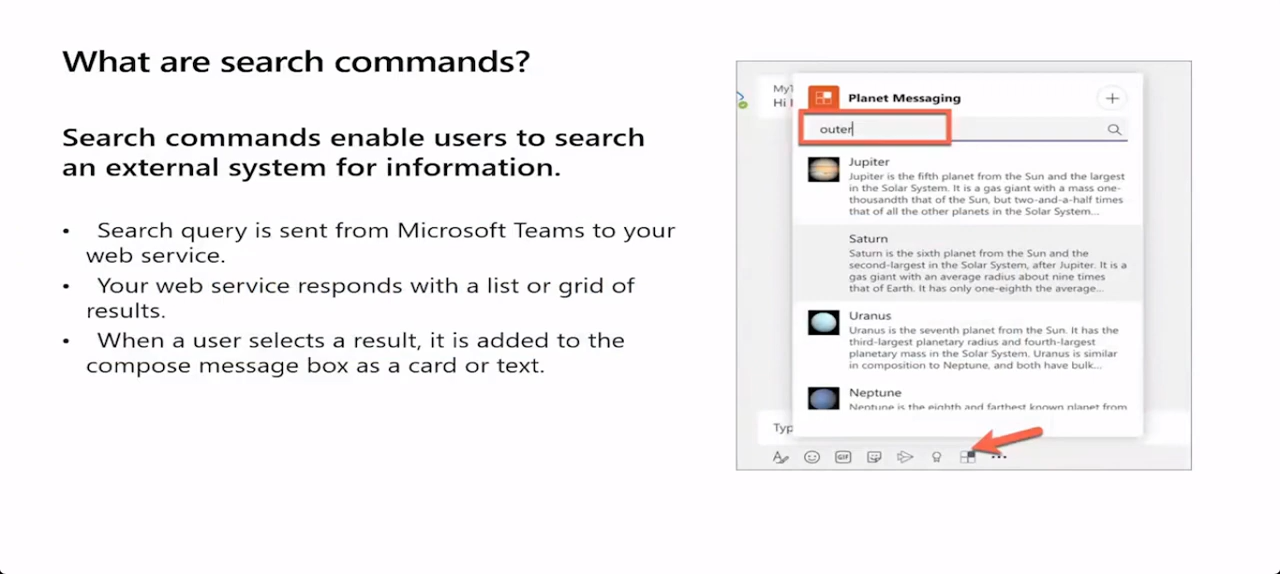 What are search commands?
Search commands enable users to search
an external system for information.
• Search query is sent from Microsoft Teams to your
web service.
• Your web service responds with a list or grid of
results.
• When a user selects a result, it is added to the
compose message box as a card or text.
Hi
Planet Messaging
outer
Jupiter
Jupiter is the fifth planet from the Sun and the largest
in the Solar System. It is a gas giant with a mass one-
thousandth that of the Sun, but two-and-a-half times
that of all the other planets in the Solar System...
Saturn
Saturn is the sixth planet from the Sun and the
second-largest in the Solar System, after Jupiter. It is a
gas giant with an average radius about nine times
that of Earth. It has only one-eighth the average...
Uranus
Uranus is the seventh planet from the Sun. It has the
third-largest planetary radius and fourth-largest
planetary mass in the Solar System. Uranus is similar
in composition to Neptune, and both have bulk...
Neptune
Neptune is the eighth and farthest known planet from
Typ
GIF